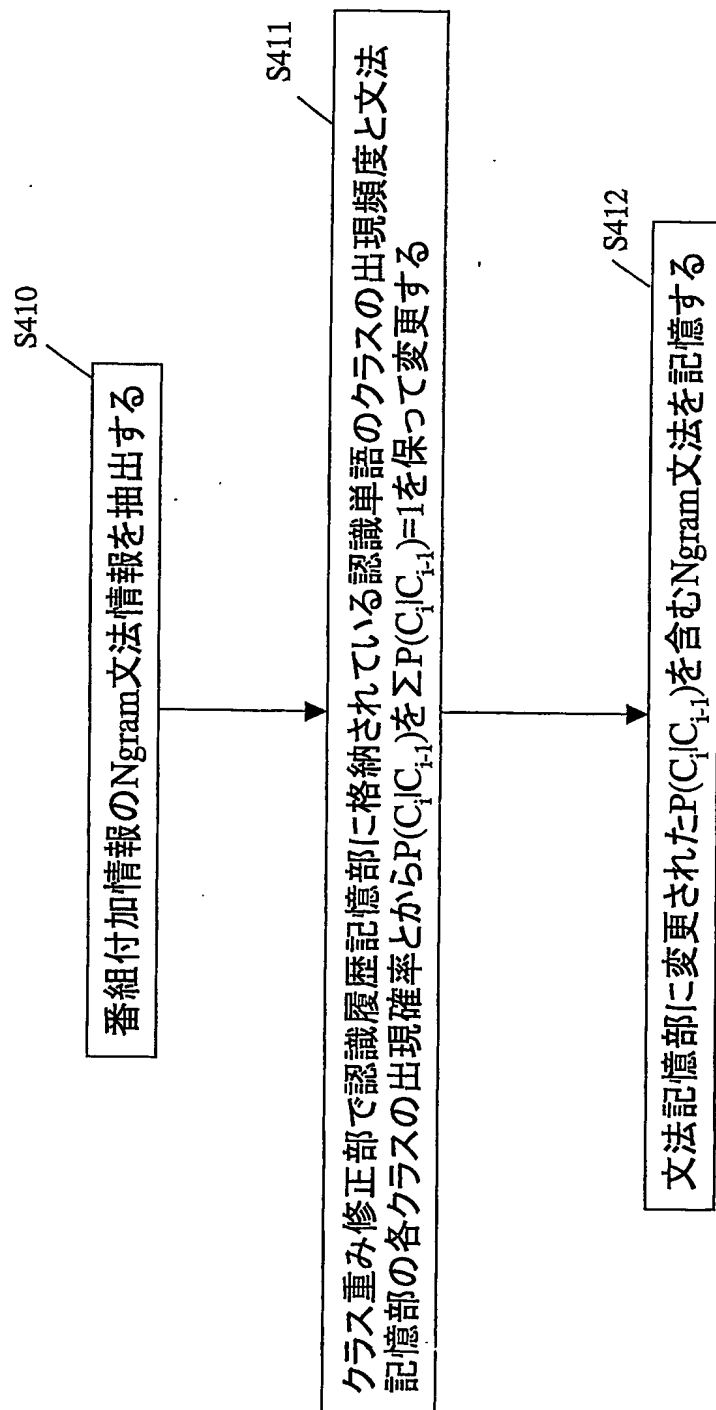 S410
番組付加情報のNgram文法情報を抽出する
S411
クラス重み修正部で認識履歴記憶部に格納されている認識単語のクラスの出現頻度と文法
記憶部の各クラスの出現確率とからP(C_i|C_{i-1})をΣP(C_i|C_{i-1})=1を保って変更する
S412
文法記憶部に変更されたP(C_i|C_{i-1})を含むNgram文法を記憶する